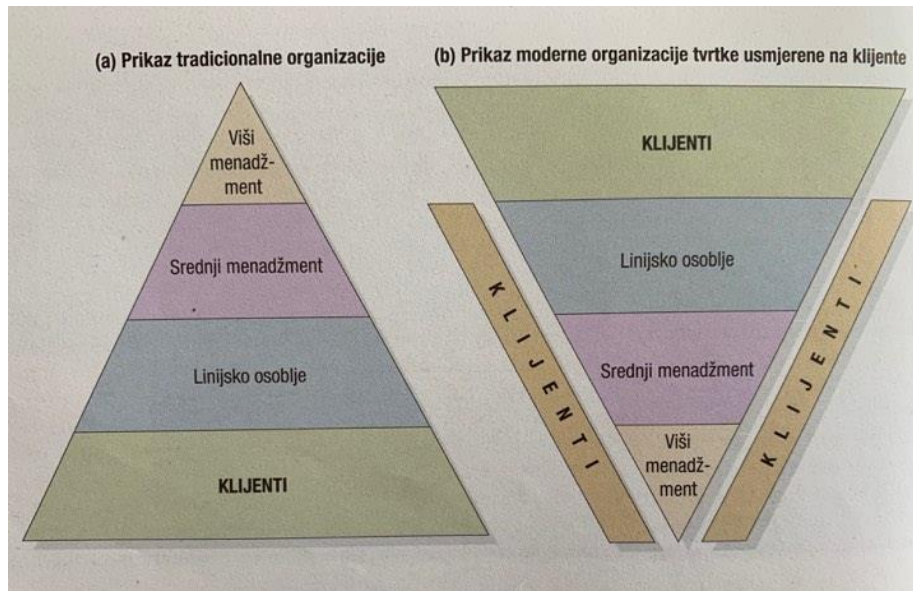 (a) Prikaz tradicionalne organizacije
Viši
menadž-
ment
Srednji menadžment
Linijsko osoblje
KLIJENTI
(b) Prikaz moderne organizacije tvrtke usmjerene na klijente
KLIJENTI
Linijsko osoblje
Srednji menadžment
Viši
menadž-
ment
KLIJENTI
KLIJENTI